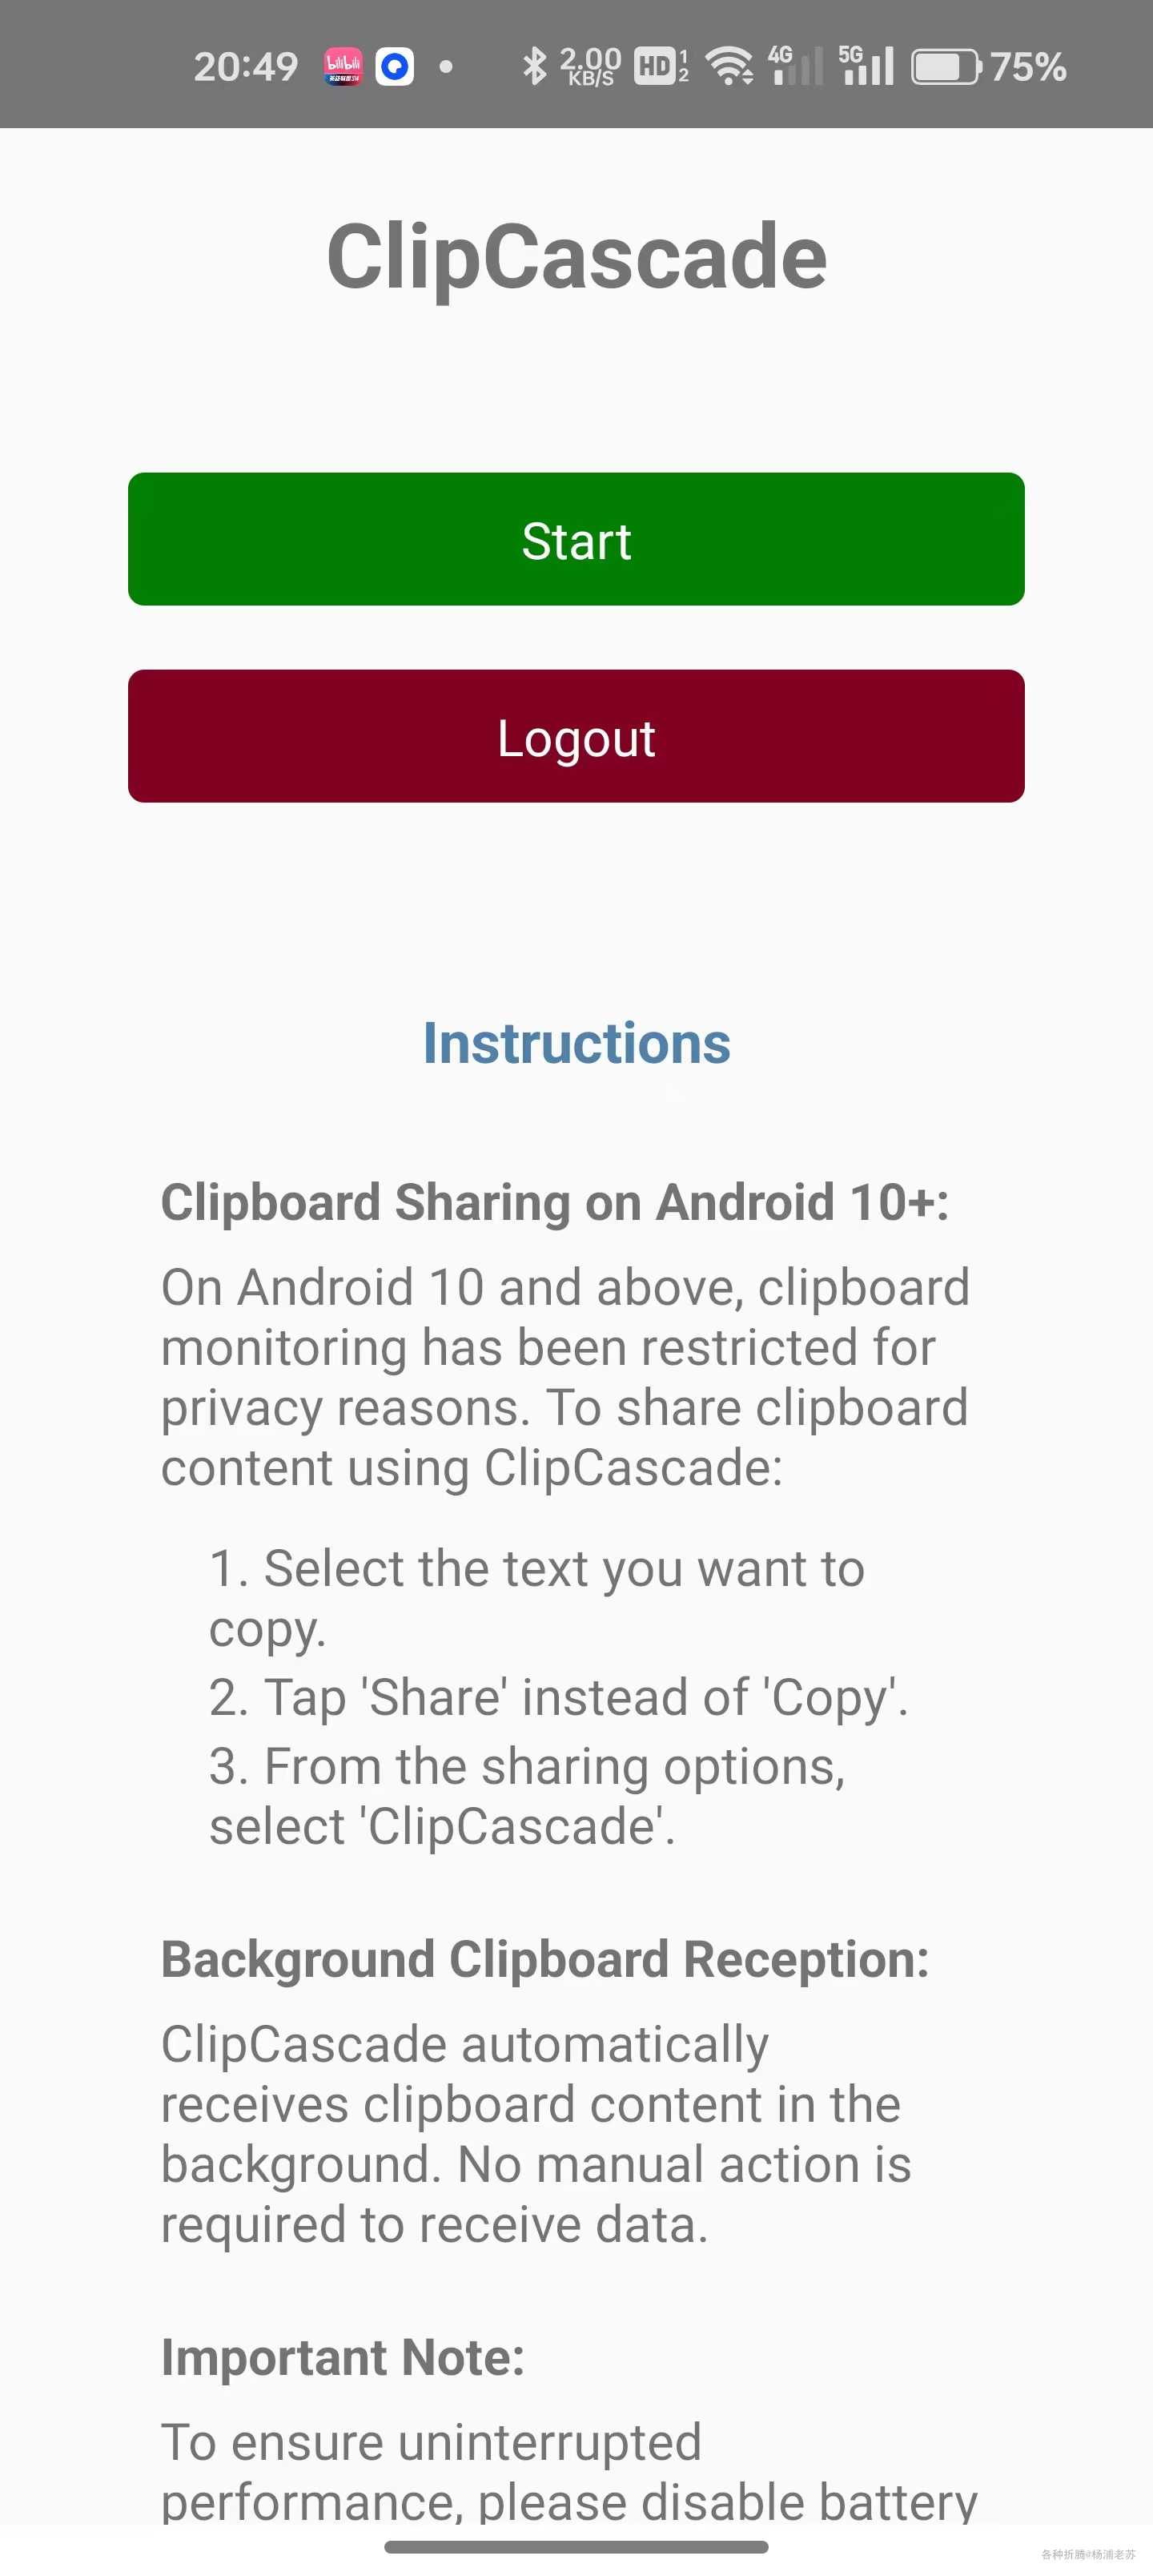 20:49
bilibili
2.00
KB/S
HD
1
2
4G
5G
75%
ClipCascade
Start
Logout
Instructions
Clipboard Sharing on Android 10+:
On Android 10 and above, clipboard
monitoring has been restricted for
privacy reasons. To share clipboard
content using ClipCascade:
1. Select the text you want to
copy.
2. Tap 'Share' instead of 'Copy'.
3. From the sharing options,
select 'ClipCascade'.
Background Clipboard Reception:
ClipCascade automatically
receives clipboard content in the
background. No manual action is
required to receive data.
Important Note:
To ensure uninterrupted
performance, please disable battery
各种折腾#杨浦老苏